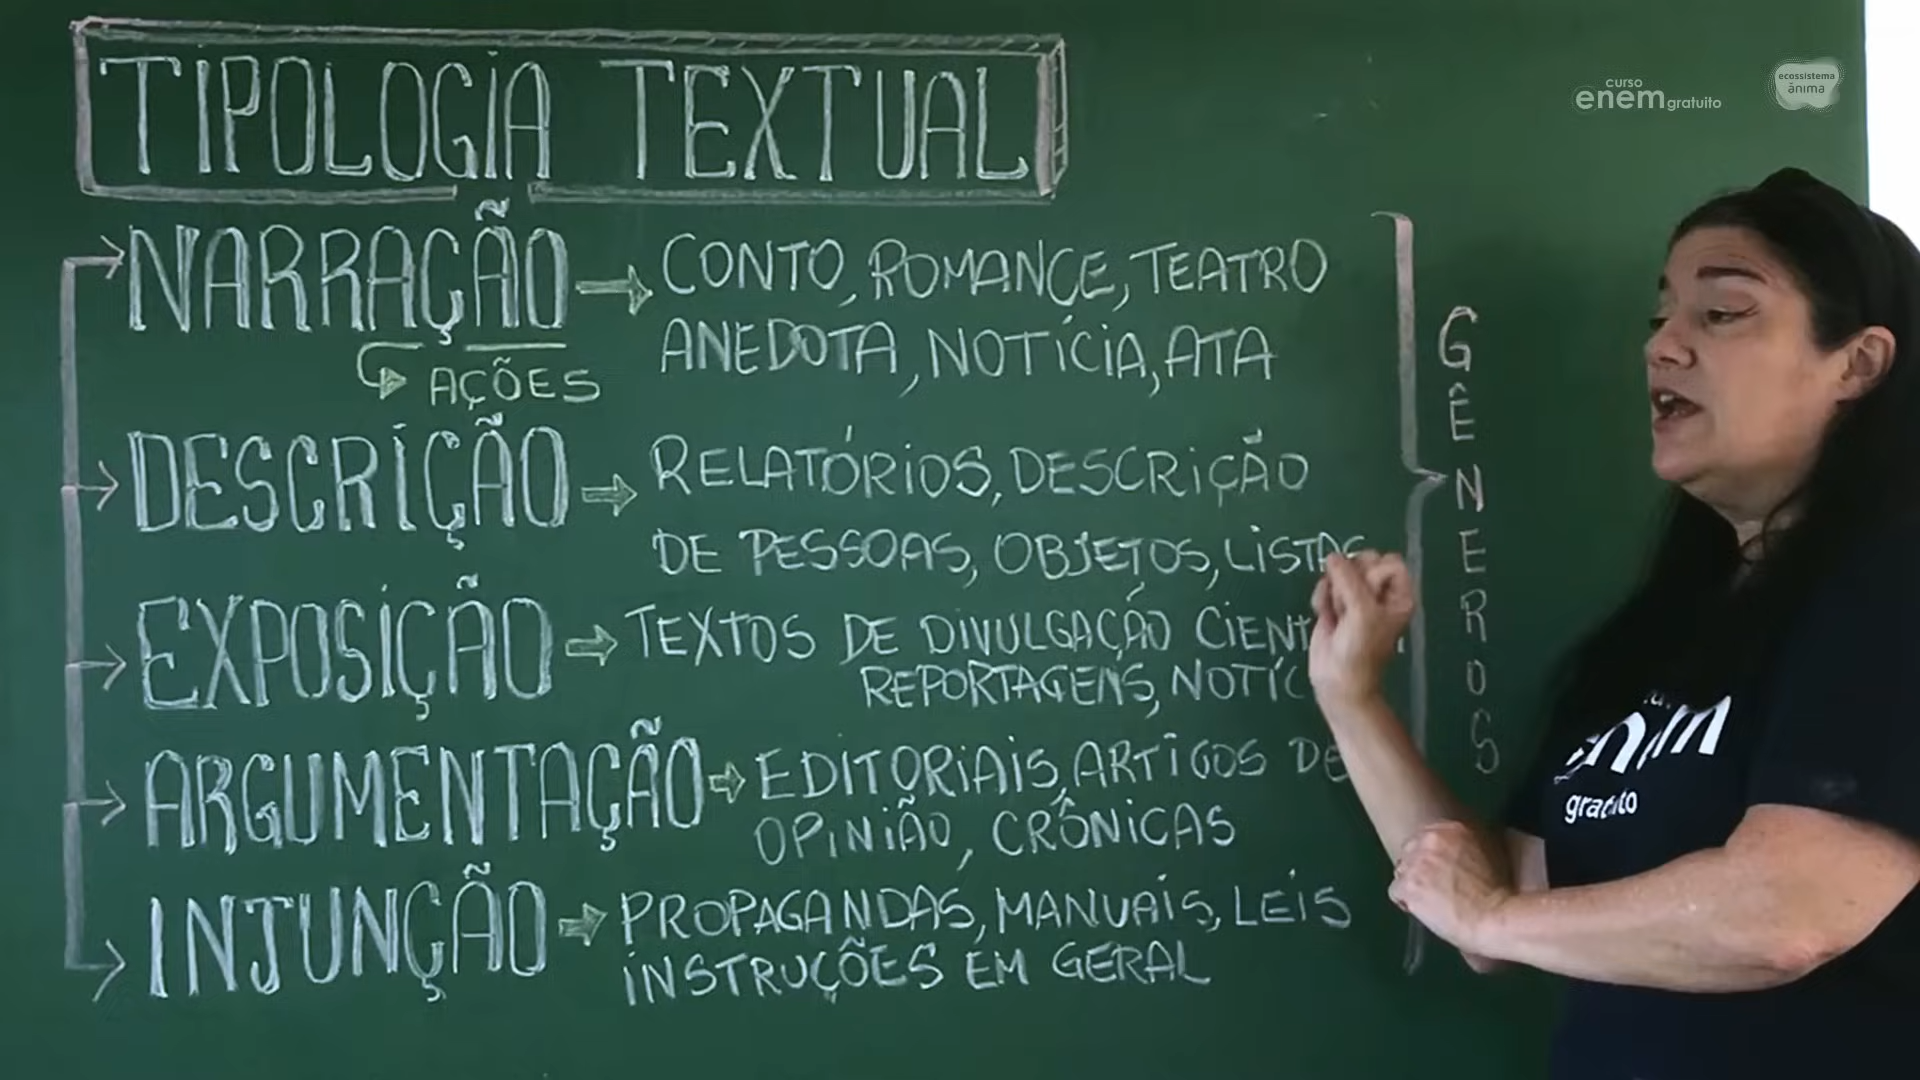 TIPOLOGIA TEXTUAL
curso
enem gratuito
ecossistema
ânima
NARRAÇÃO → CONTO, ROMANCE, TEATRO
ANEDOTA, NOTÍCIA, ATA
AÇÕES
DESCRIÇÃO → RELATÓRIOS, DESCRIÇÃO
DE PESSOAS, OBJETOS, LISTAS
EXPOSIÇÃO → TEXTOS DE DIVULGAÇÃO
REPORTAGENS,
ARGUMENTAÇÃO → EDITORIAIS, ARTIGOS DE
OPINIÃO, CRÔNICAS
INJUNÇÃO → PROPAGANDAS, MANUAIS, LEIS
INSTRUÇÕES EM GERAL
GÊNEROS
enem
gratuito